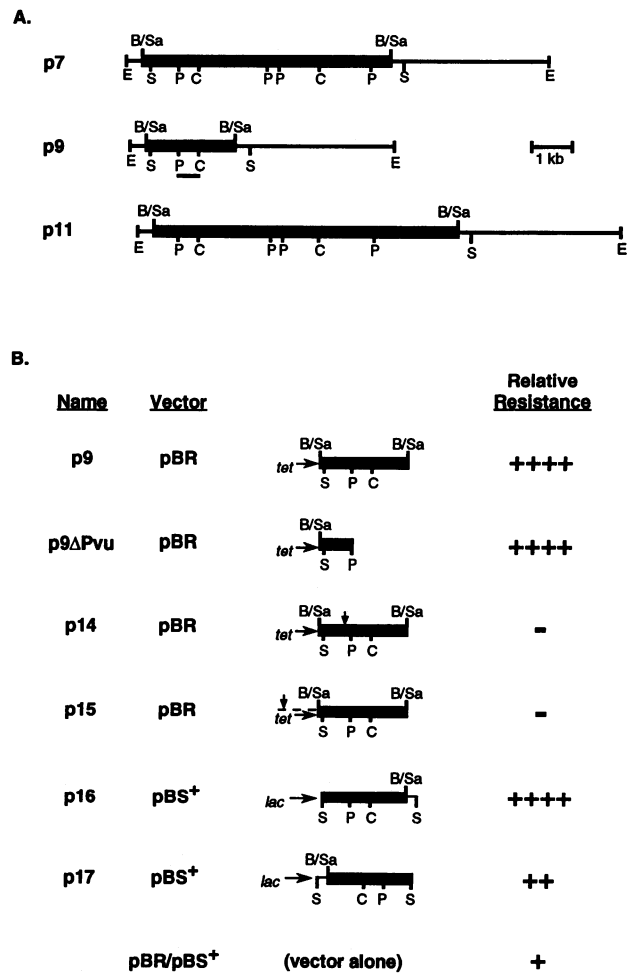 A.
B/Sa B/Sa
p7
E S P C P P C P S E
B/Sa B/Sa
p9
E S P C S E
1 kb
B/Sa B/Sa
p11
E P C P P C P S E
B.
Relative
Name Vector Resistance
B/Sa B/Sa
p9 pBR tet ++++
S P C
B/Sa
p9ΔPvu pBR tet ++++
S P
B/Sa B/Sa
p14 pBR tet -
S P C
B/Sa B/Sa
p15 pBR tet -
S P C
B/Sa
p16 pBS+ lac ++++
S P C S
B/Sa
p17 pBS+ lac ++
S C P S
pBR/pBS+ (vector alone) +